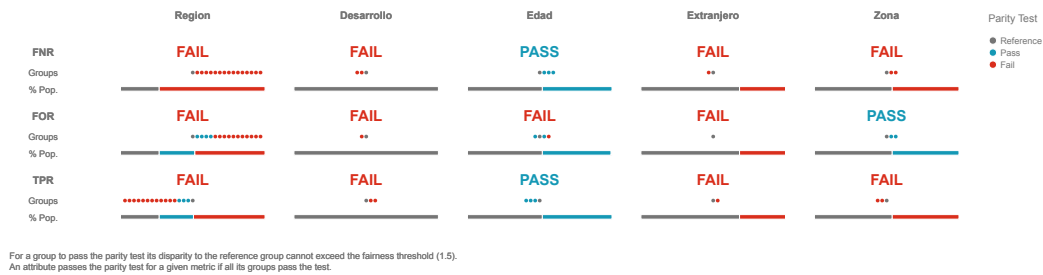 Region Desarrollo Edad Extranjero Zona
Parity Test
Reference
Pass
Fail
FNR FAIL FAIL PASS FAIL FAIL
Groups
% Pop.
FOR FAIL FAIL FAIL FAIL PASS
Groups
% Pop.
TPR FAIL FAIL PASS FAIL FAIL
Groups
% Pop.
For a group to pass the parity test its disparity to the reference group cannot exceed the fairness threshold (1.5).
An attribute passes the parity test for a given metric if all its groups pass the test.